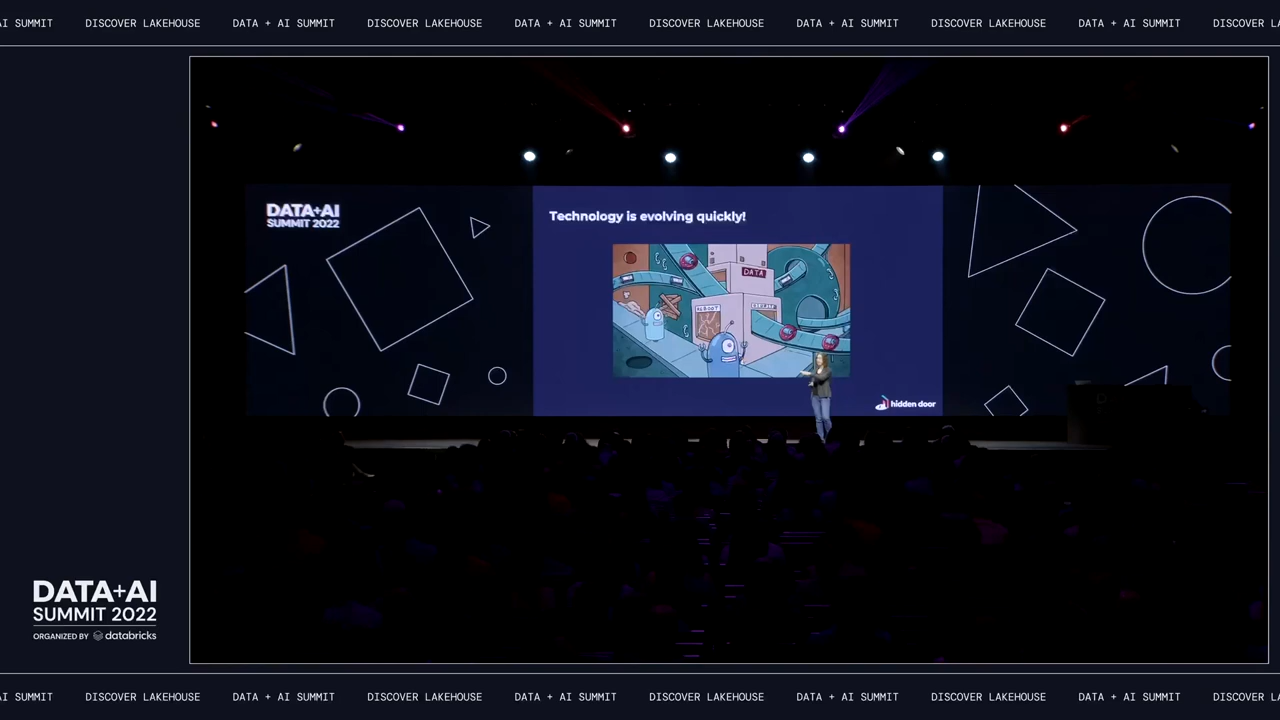 AI SUMMIT DISCOVER LAKEHOUSE DATA + AI SUMMIT DISCOVER LAKEHOUSE DATA + AI SUMMIT DISCOVER LAKEHOUSE DATA + AI SUMMIT DISCOVER LAKEHOUSE DATA + AI SUMMIT DISCOVER LA
DATA+AI
SUMMIT 2022
Technology is evolving quickly!
DATA
REBOOT
hidden door
DATA+AI
SUMMIT 2022
ORGANIZED BY databricks
AI SUMMIT DISCOVER LAKEHOUSE DATA + AI SUMMIT DISCOVER LAKEHOUSE DATA + AI SUMMIT DISCOVER LAKEHOUSE DATA + AI SUMMIT DISCOVER LAKEHOUSE DATA + AI SUMMIT DISCOVER LA